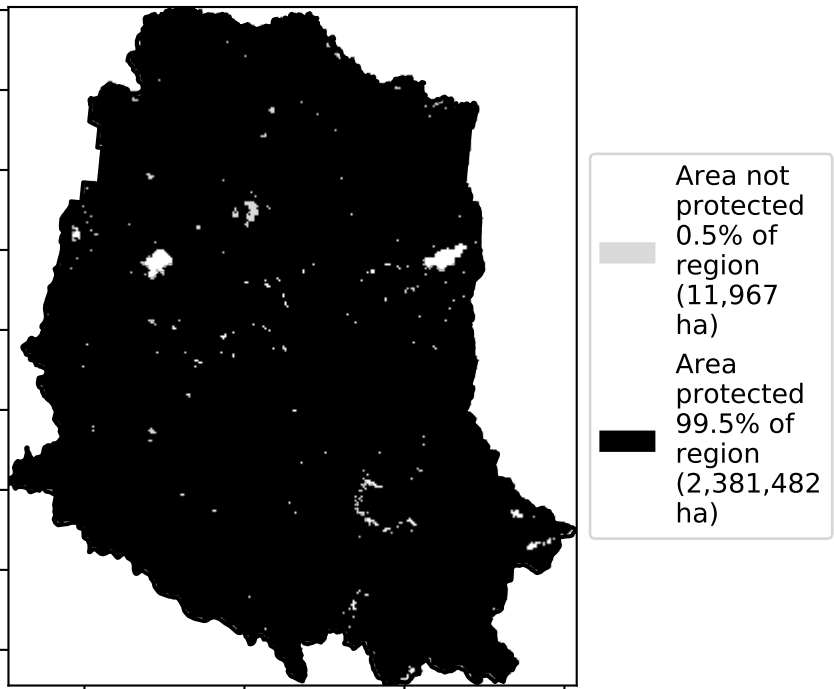 Area not
protected
0.5% of
region
(11,967
ha)
Area
protected
99.5% of
region
(2,381,482
ha)